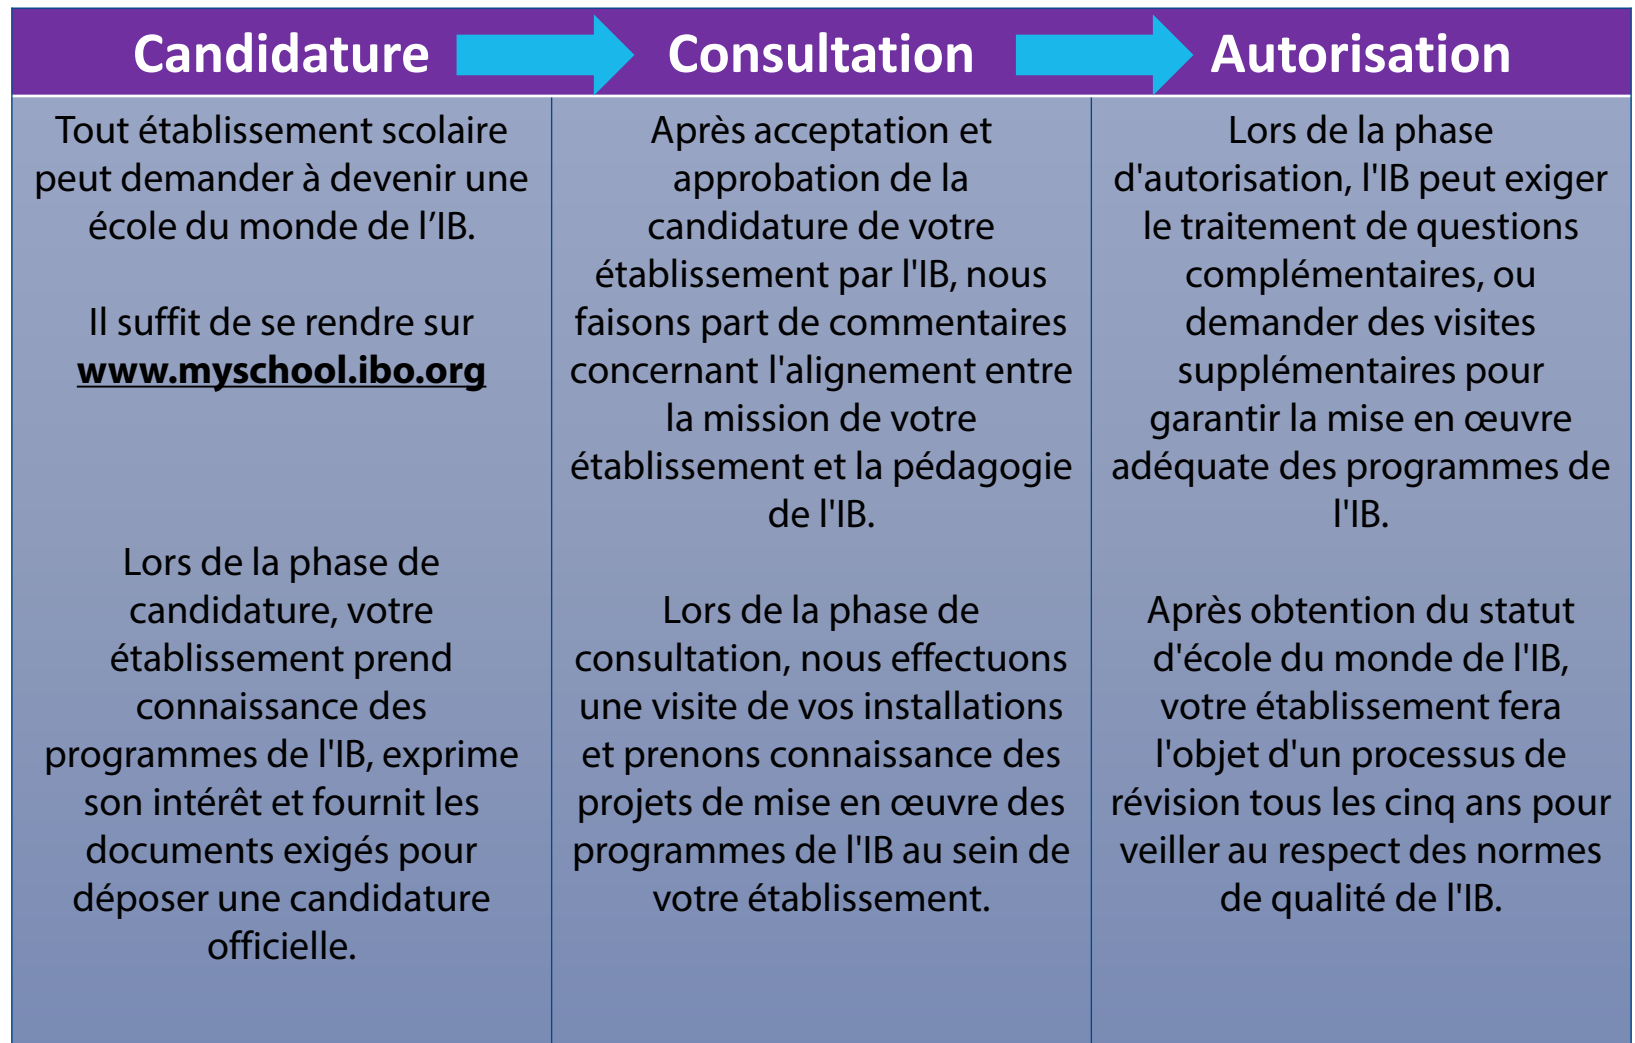 Candidature
Consultation
Autorisation
Tout établissement scolaire
peut demander à devenir une
école du monde de l’IB.
Il suffit de se rendre sur
www.myschool.ibo.org
Lors de la phase de
candidature, votre
établissement prend
connaissance des
programmes de l'IB, exprime
son intérêt et fournit les
documents exigés pour
déposer une candidature
officielle.
Après acceptation et
approbation de la
candidature de votre
établissement par l'IB, nous
faisons part de commentaires
concernant l'alignement entre
la mission de votre
établissement et la pédagogie
de l'IB.
Lors de la phase de
consultation, nous effectuons
une visite de vos installations
et prenons connaissance des
projets de mise en œuvre des
programmes de l'IB au sein de
votre établissement.
Lors de la phase
d'autorisation, l'IB peut exiger
le traitement de questions
complémentaires, ou
demander des visites
supplémentaires pour
garantir la mise en œuvre
adéquate des programmes de
l'IB.
Après obtention du statut
d'école du monde de l'IB,
votre établissement fera
l'objet d'un processus de
révision tous les cinq ans pour
veiller au respect des normes
de qualité de l'IB.